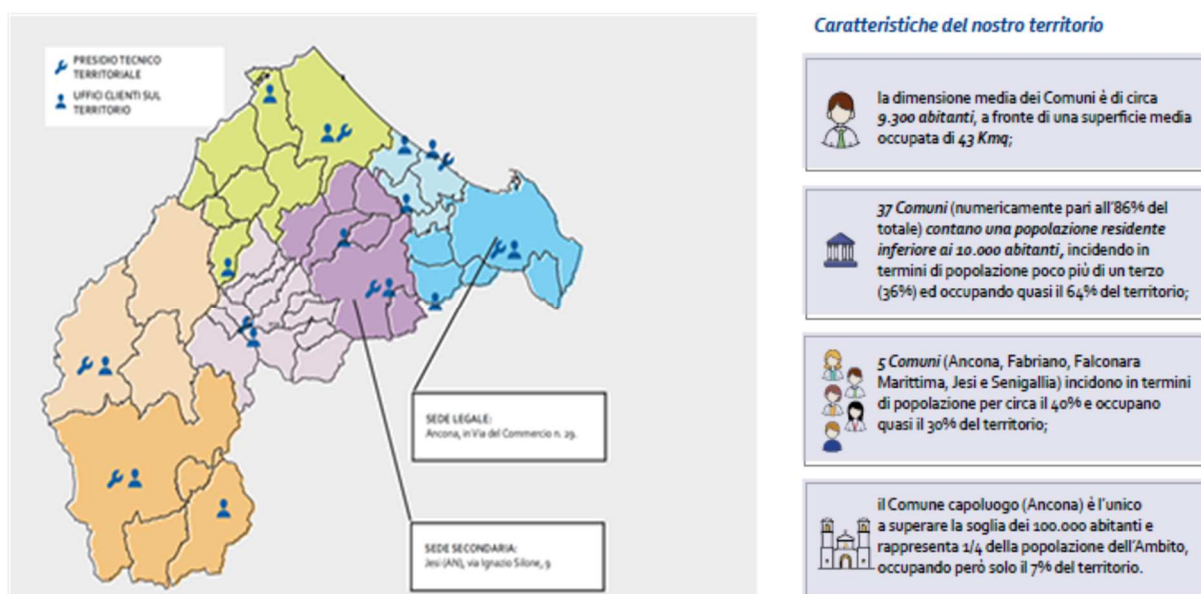 PRESIDIO TECNICO
TERRITORIALE
UFFICI CLIENTI SUL
TERRITORIO
SEDE LEGALE:
Ancona, in Via del Commercio n. 29.
SEDE SECONDARIA:
Jesi (AN), via Ignazio Silone, 9
Caratteristiche del nostro territorio
la dimensione media dei Comuni è di circa
9.300 abitanti, a fronte di una superficie media
occupata di 43 Kmq;
37 Comuni (numericamente pari all'86% del
totale) contano una popolazione residente
inferiore ai 10.000 abitanti, incidendo in
termini di popolazione poco più di un terzo
(36%) ed occupando quasi il 64% del territorio;
5 Comuni (Ancona, Fabriano, Falconara
Marittima, Jesi e Senigallia) incidono in termini
di popolazione per circa il 40% e occupano
quasi il 30% del territorio;
il Comune capoluogo (Ancona) è l'unico
a superare la soglia dei 100.000 abitanti e
rappresenta 1/4 della popolazione dell'Ambito,
occupando però solo il 7% del territorio.